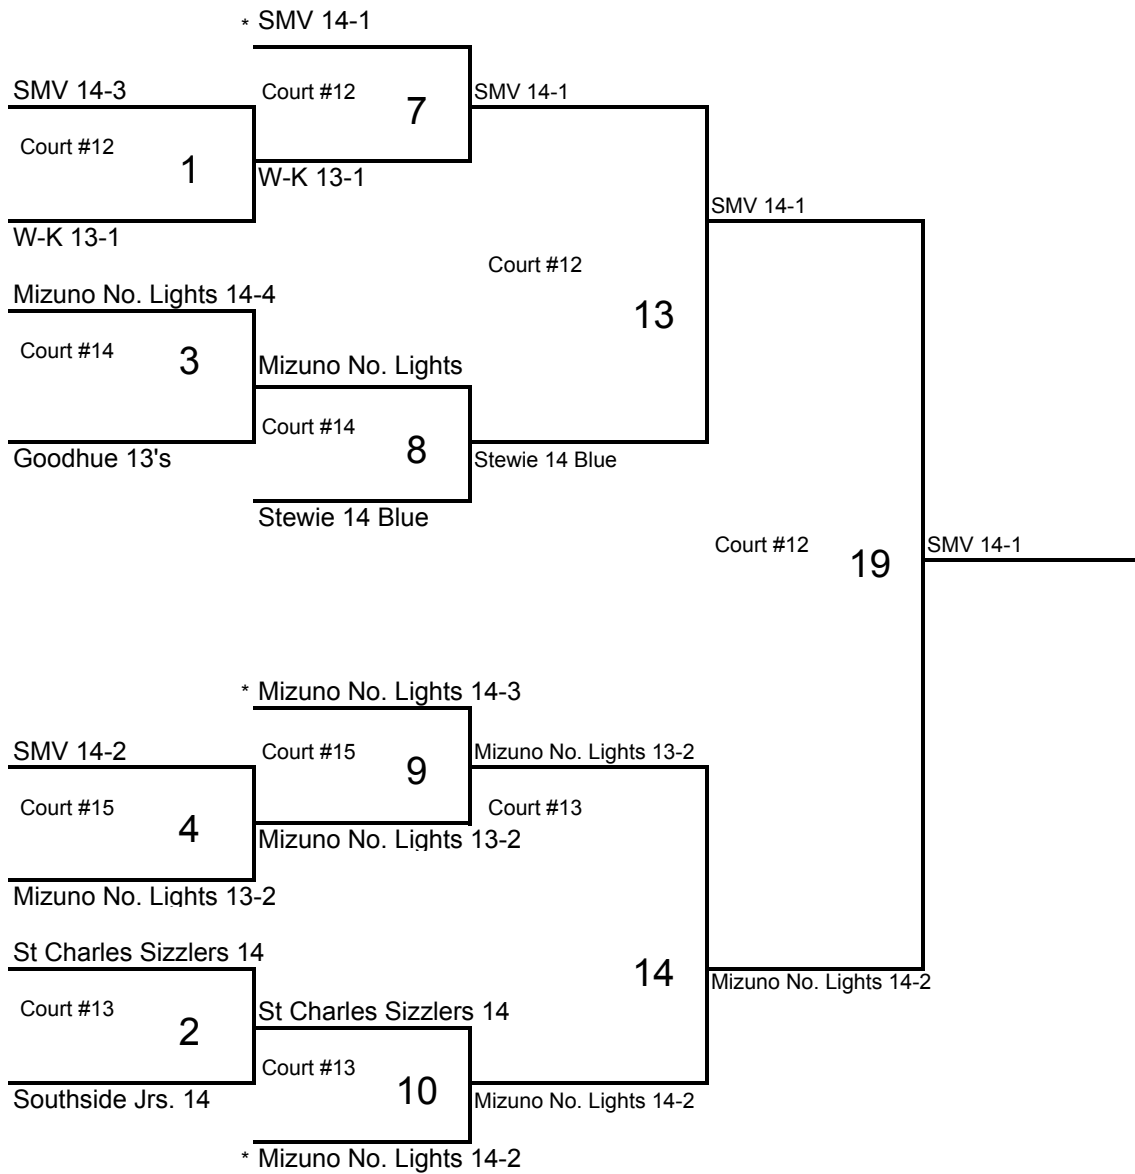 * SMV 14-1
SMV 14-3
Court #12
7
SMV 14-1
Court #12
1
W-K 13-1
SMV 14-1
W-K 13-1
Court #12
Mizuno No. Lights 14-4
13
Court #14
3
Mizuno No. Lights
Court #14
8
Goodhue 13's
Stewie 14 Blue
Stewie 14 Blue
Court #12
19
SMV 14-1
* Mizuno No. Lights 14-3
SMV 14-2
Court #15
9
Mizuno No. Lights 13-2
Court #15
4
Court #13
Mizuno No. Lights 13-2
Mizuno No. Lights 13-2
St Charles Sizzlers 14
14
Mizuno No. Lights 14-2
Court #13
2
St Charles Sizzlers 14
Court #13
10
Southside Jrs. 14
Mizuno No. Lights 14-2
* Mizuno No. Lights 14-2